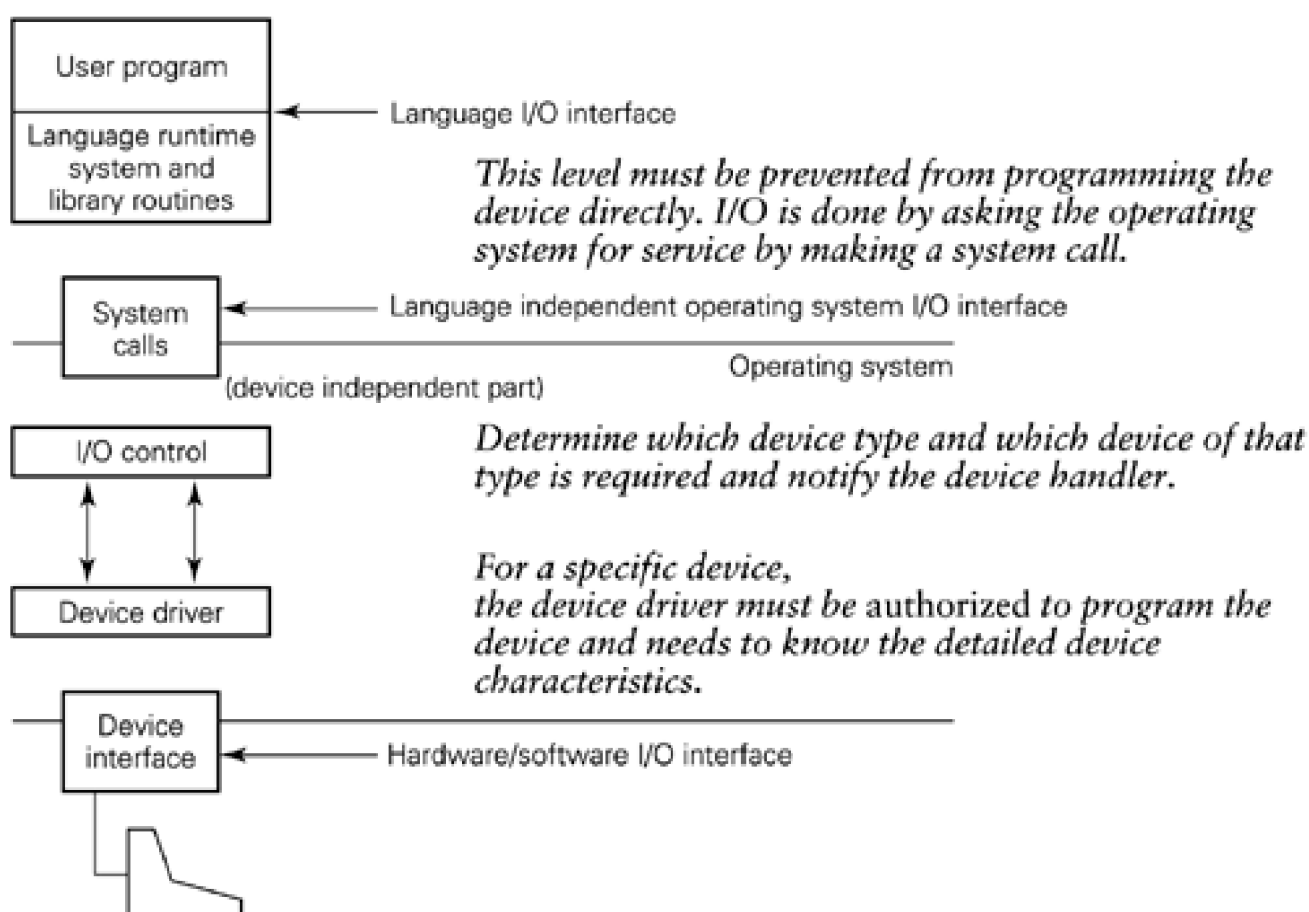 User program
Language I/O interface
Language runtime
system and
library routines
This level must be prevented from programming the
device directly. I/O is done by asking the operating
system for service by making a system call.
System
calls
Language independent operating system I/O interface
Operating system
(device independent part)
I/O control
Determine which device type and which device of that
type is required and notify the device handler.
For a specific device,
the device driver must be authorized to program the
device and needs to know the detailed device
characteristics.
Device driver
Device
interface
Hardware/software I/O interface